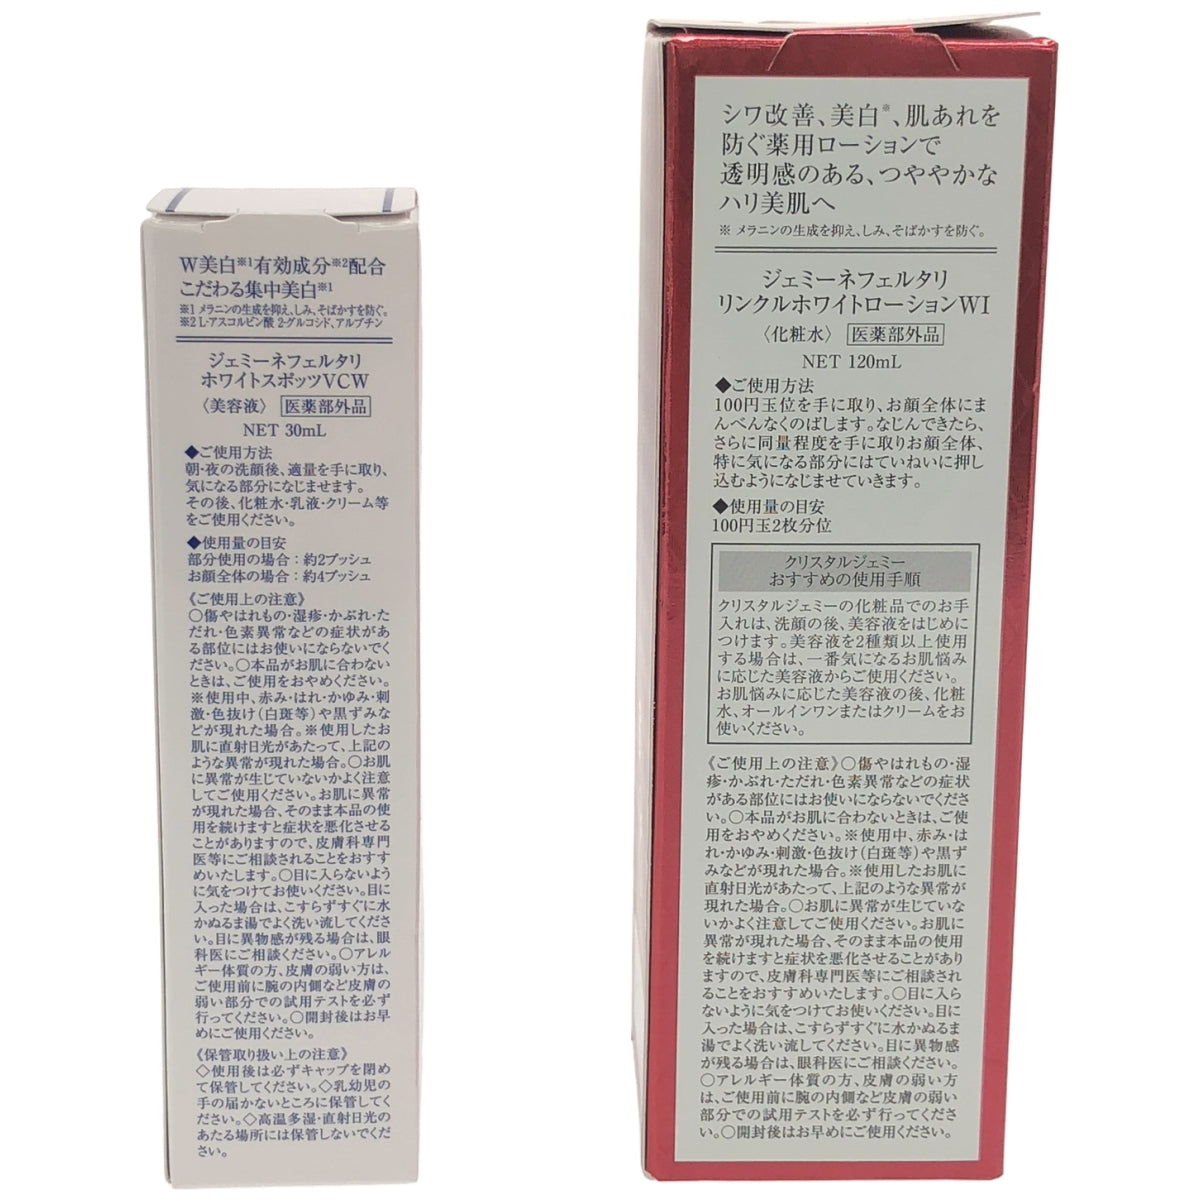 W美白※1有効成分※2配合
こだわる集中美白※1
※1 メラニンの生成を抑え、しみ、そばかすを防ぐ。
※2 L-アスコルビン酸 2-グルコシド、アルブチン
ジェミーネフェルタリ
ホワイトスポッツVCW
〈美容液〉 医薬部外品
NET 30mL
◆ご使用方法
朝・夜の洗顔後、適量を手に取り、
気になる部分になじませます。
その後、化粧水・乳液・クリーム等
をご使用ください。
◆使用量の目安
部分使用の場合：約2プッシュ
お顔全体の場合：約4プッシュ
《ご使用上の注意》
○傷やはれもの・湿疹・かぶれ・た
だれ・色素異常などの症状があ
る部位にはお使いにならないでく
ださい。○本品がお肌に合わない
ときは、ご使用をおやめください。
※使用中、赤み・はれ・かゆみ・刺
激・色抜け(白斑等)や黒ずみな
どが現れた場合。※使用したお
肌に直射日光があたって、上記の
ような異常が現れた場合。○お肌
に異常が生じていないかよく注意
してご使用ください。お肌に異常
が現れた場合、そのまま本品の使
用を続けますと症状を悪化させる
ことがありますので、皮膚科専門
医等にご相談されることをおすす
めいたします。○目に入らないよう
に気をつけてお使いください。目に
入った場合は、こすらずすぐに水
かぬるま湯でよく洗い流してくださ
い。目に異物感が残る場合は、眼
科医にご相談ください。○アレル
ギー体質の方、皮膚の弱い方は、
ご使用前に腕の内側など皮膚の
弱い部分での試用テストを必ず
行ってください。○開封後はお早
めにご使用ください。
《保管取り扱い上の注意》
◇使用後は必ずキャップを閉め
て保管してください。◇乳幼児の
手の届かないところに保管してく
ださい。◇高温多湿・直射日光の
あたる場所には保管しないでくだ
さい。
シワ改善、美白※、肌あれを
防ぐ薬用ローションで
透明感のある、つややかな
ハリ美肌へ
※ メラニンの生成を抑え、しみ、そばかすを防ぐ。
ジェミーネフェルタリ
リンクルホワイトローションWI
〈化粧水〉 医薬部外品
NET 120mL
◆ご使用方法
100円玉位を手に取り、お顔全体にま
んべんなくのばします。なじんできたら、
さらに同量程度を手に取りお顔全体、
特に気になる部分にはていねいに押し
込むようになじませていきます。
◆使用量の目安
100円玉2枚分位
クリスタルジェミー
おすすめの使用手順
クリスタルジェミーの化粧品でのお手
入れは、洗顔の後、美容液をはじめに
つけます。美容液を2種類以上使用
する場合は、一番気になるお肌悩み
に応じた美容液からご使用ください。
お肌悩みに応じた美容液の後、化粧
水、オールインワンまたはクリームをお
使いください。
《ご使用上の注意》○傷やはれもの・湿
疹・かぶれ・ただれ・色素異常などの症状
がある部位にはお使いにならないでくださ
い。○本品がお肌に合わないときは、ご使
用をおやめください。※使用中、赤み・は
れ・かゆみ・刺激・色抜け(白斑等)や黒ず
みなどが現れた場合。※使用したお肌に
直射日光があたって、上記のような異常が
現れた場合。○お肌に異常が生じていな
いかよく注意してご使用ください。お肌に
異常が現れた場合、そのまま本品の使用
を続けますと症状を悪化させることがあり
ますので、皮膚科専門医等にご相談され
ることをおすすめいたします。○目に入ら
ないように気をつけてお使いください。目に
入った場合は、こすらずすぐに水かぬるま
湯でよく洗い流してください。目に異物感
が残る場合は、眼科医にご相談ください。
○アレルギー体質の方、皮膚の弱い方
は、ご使用前に腕の内側など皮膚の弱い
部分での試用テストを必ず行ってくださ
い。○開封後はお早めにご使用ください。